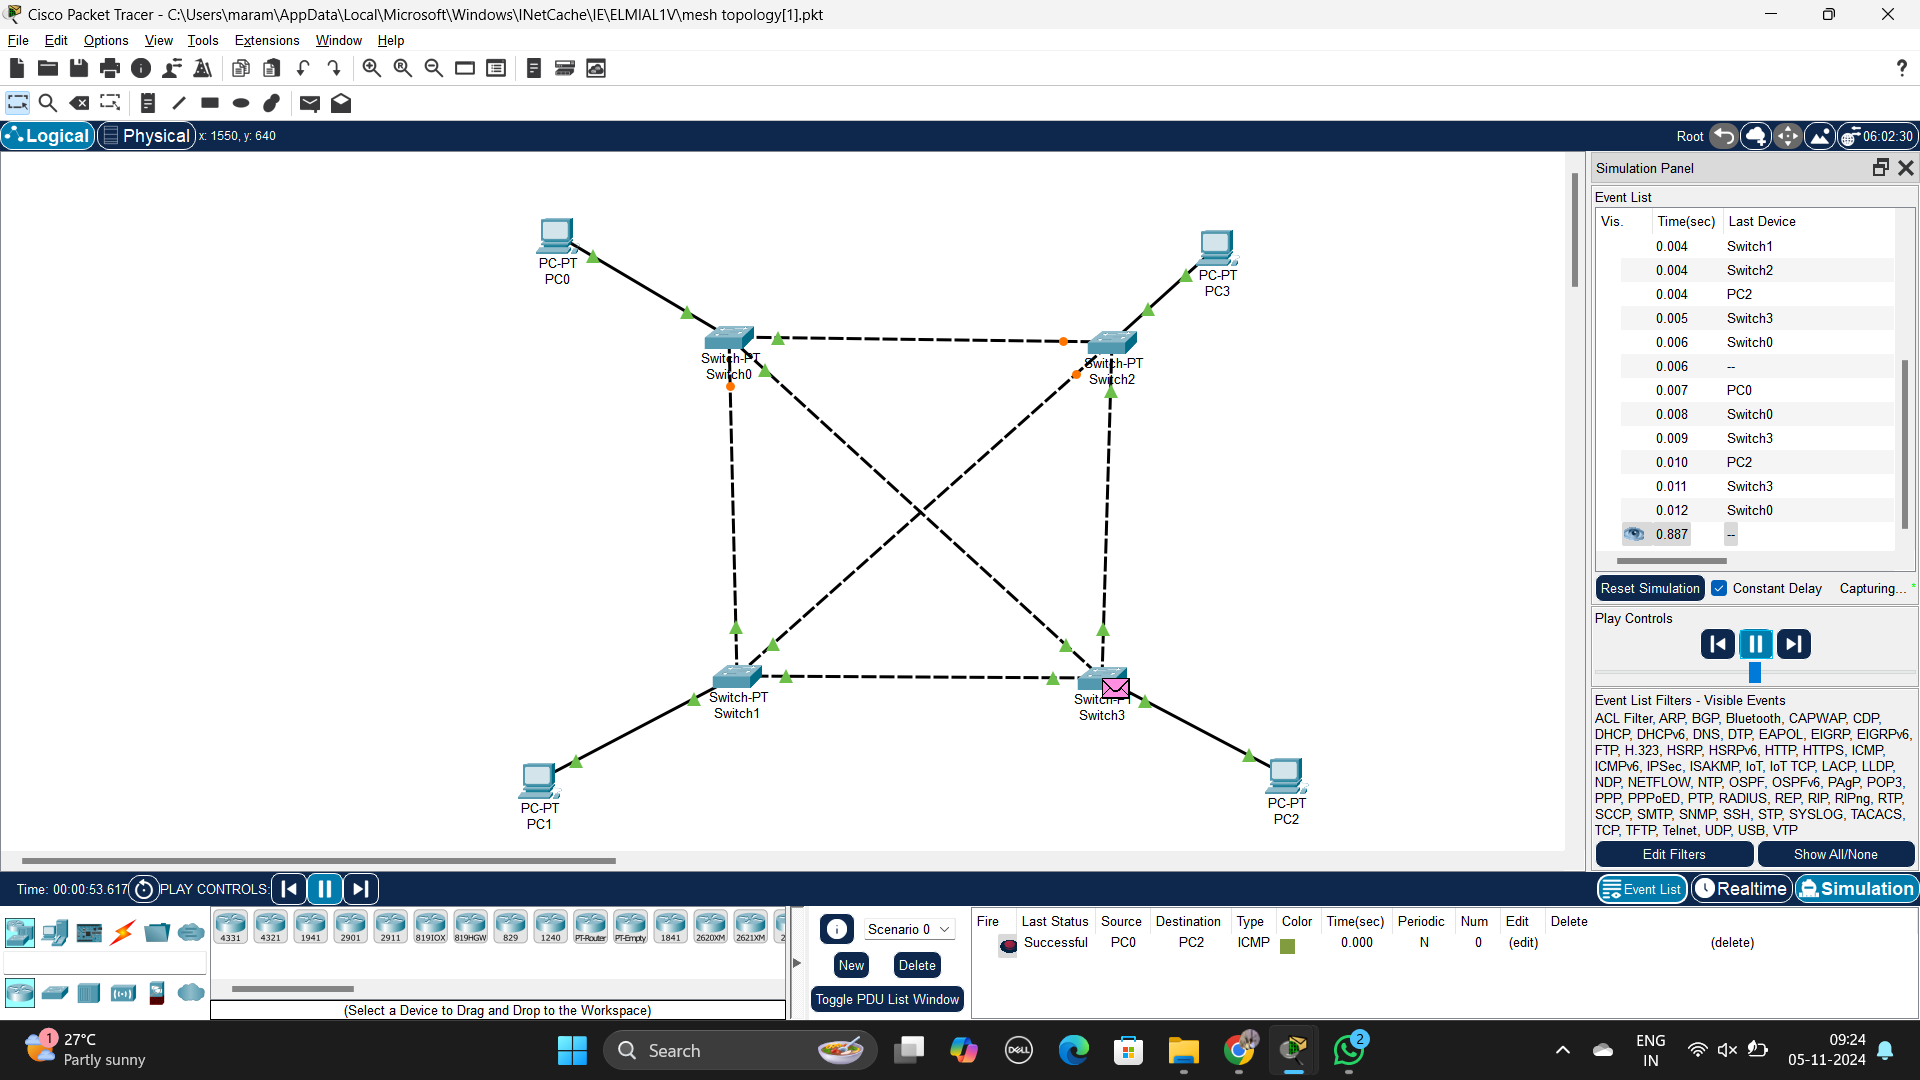 Cisco Packet Tracer - C:\Users\maram\AppData\Local\Microsoft\Windows\INetCache\IE\ELMIAL1V\mesh topology[1].pkt
File Edit Options View Tools Extensions Window Help
?
Logical Physical x: 1550, y: 640 Root 06:02:30
PC-PT
PC0
PC-PT
PC3
Switch-PT
Switch0
Switch-PT
Switch2
Switch-PT
Switch1
Switch-PT
Switch3
PC-PT
PC1
PC-PT
PC2
Simulation Panel
Event List
Vis. Time(sec) Last Device
0.004 Switch1
0.004 Switch2
0.004 PC2
0.005 Switch3
0.006 Switch0
0.006 --
0.007 PC0
0.008 Switch0
0.009 Switch3
0.010 PC2
0.011 Switch3
0.012 Switch0
0.887 --
Reset Simulation Constant Delay Capturing... *
Play Controls
Event List Filters - Visible Events
ACL Filter, ARP, BGP, Bluetooth, CAPWAP, CDP,
DHCP, DHCPv6, DNS, DTP, EAPOL, EIGRP, EIGRPv6,
FTP, H.323, HSRP, HSRPv6, HTTP, HTTPS, ICMP,
ICMPv6, IPSec, ISAKMP, IoT, IoT TCP, LACP, LLDP,
NDP, NETFLOW, NTP, OSPF, OSPFv6, PAgP, POP3,
PPP, PPPoED, PTP, RADIUS, REP, RIP, RIPng, RTP,
SCCP, SMTP, SNMP, SSH, STP, SYSLOG, TACACS,
TCP, TFTP, Telnet, UDP, USB, VTP
Edit Filters Show All/None
Time: 00:00:53.617 PLAY CONTROLS: Event List Realtime Simulation
4331 4321 1941 2901 2911 819IOX 819HGW 829 1240 PT-Router PT-Empty 1841 2620XM 2621XM
(Select a Device to Drag and Drop to the Workspace)
Scenario 0
New Delete
Toggle PDU List Window
Fire Last Status Source Destination Type Color Time(sec) Periodic Num Edit Delete
Successful PC0 PC2 ICMP 0.000 N 0 (edit) (delete)
1 27°C
Partly sunny
Search
DELL
2
ENG
IN
09:24
05-11-2024